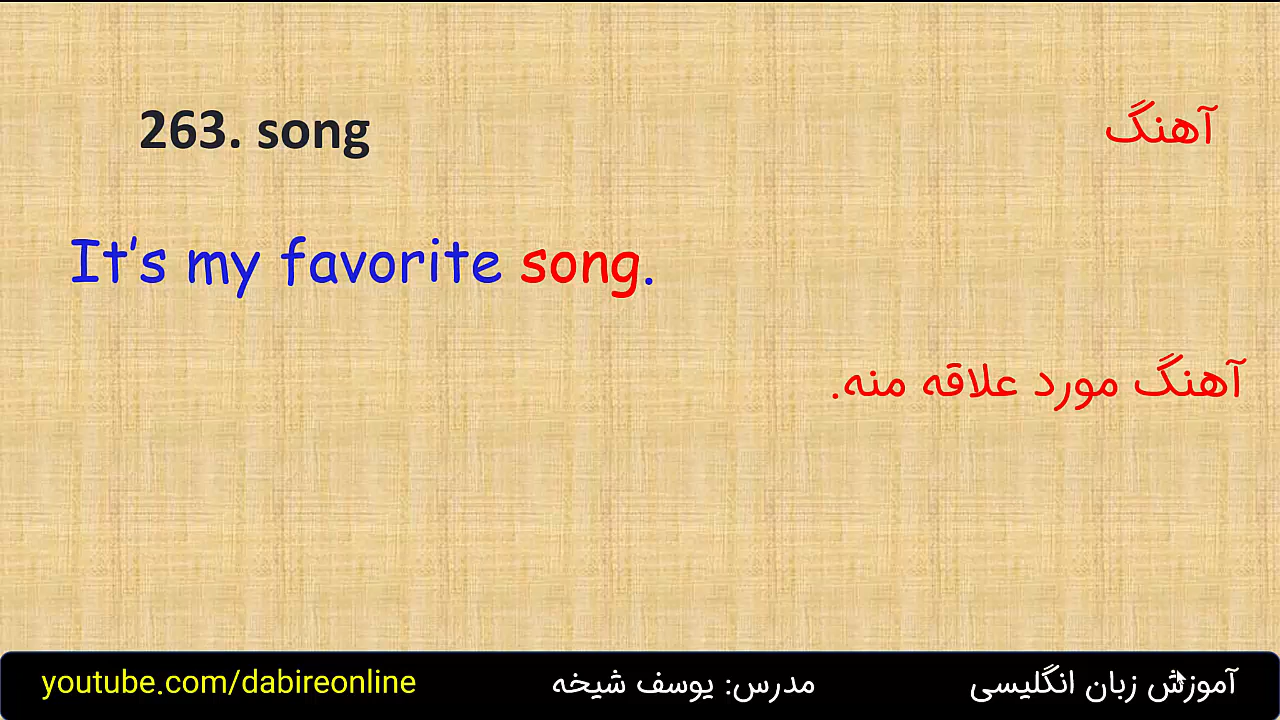 263. song
آهنگ
It's my favorite song.
آهنگ مورد علاقه منه.
youtube.com/dabireonline
مدرس: یوسف شیخه
آموزش زبان انگلیسی